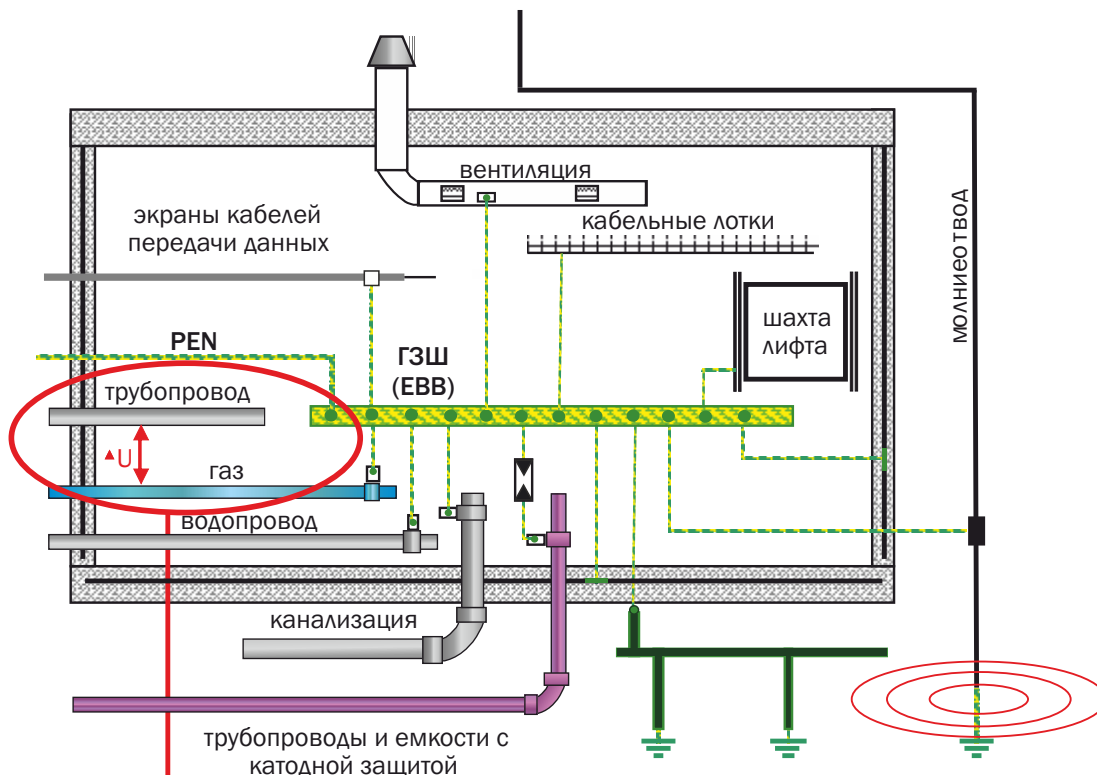 вентиляция
экраны кабелей
передачи данных
кабельные лотки
молниеотвод
шахта
лифта
PEN
ГЗШ
(EBB)
трубопровод
▲U
газ
водопровод
канализация
трубопроводы и емкости с
катодной защитой